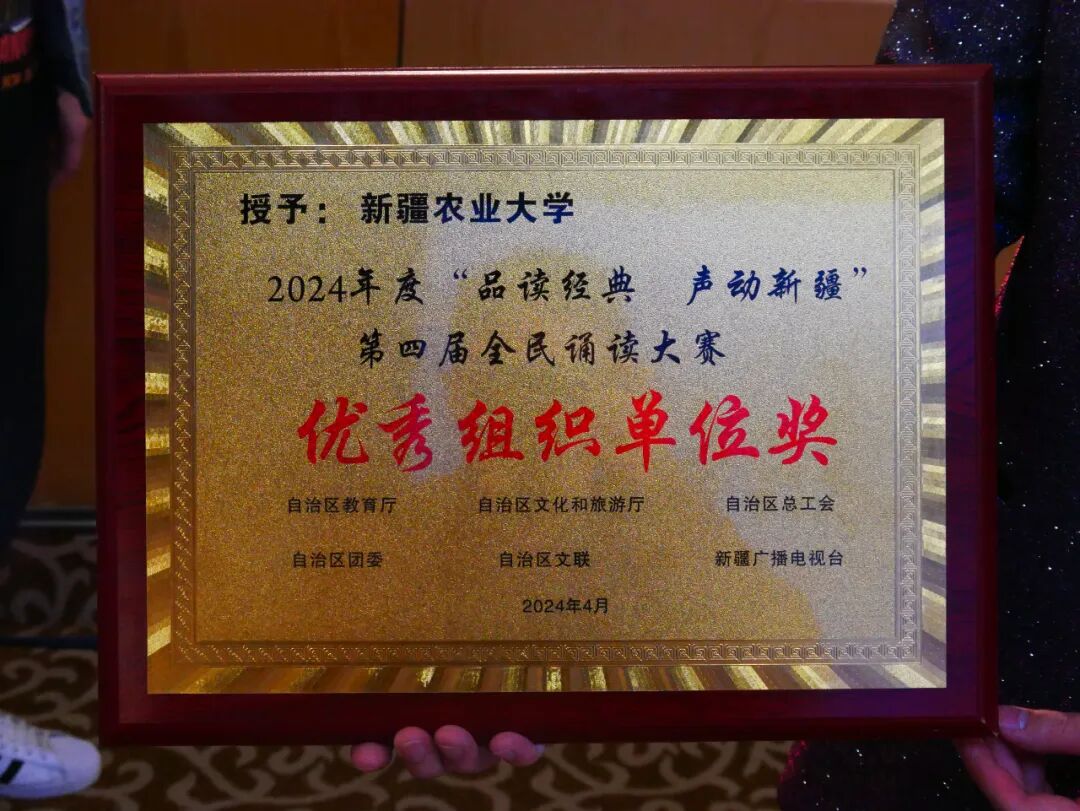 授予：新疆农业大学
2024年度“品读经典 声动新疆”
第四届全民诵读大赛
优秀组织单位奖
自治区教育厅 自治区文化和旅游厅 自治区总工会
自治区团委 自治区文联 新疆广播电视台
2024年4月